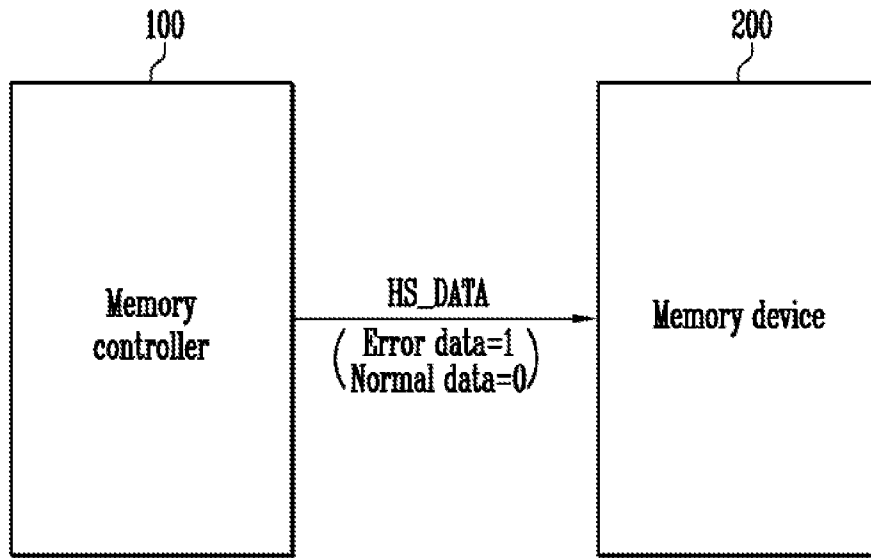 100
200
Memory
controller
HS_DATA
(Error data=1
Normal data=0)
Memory device